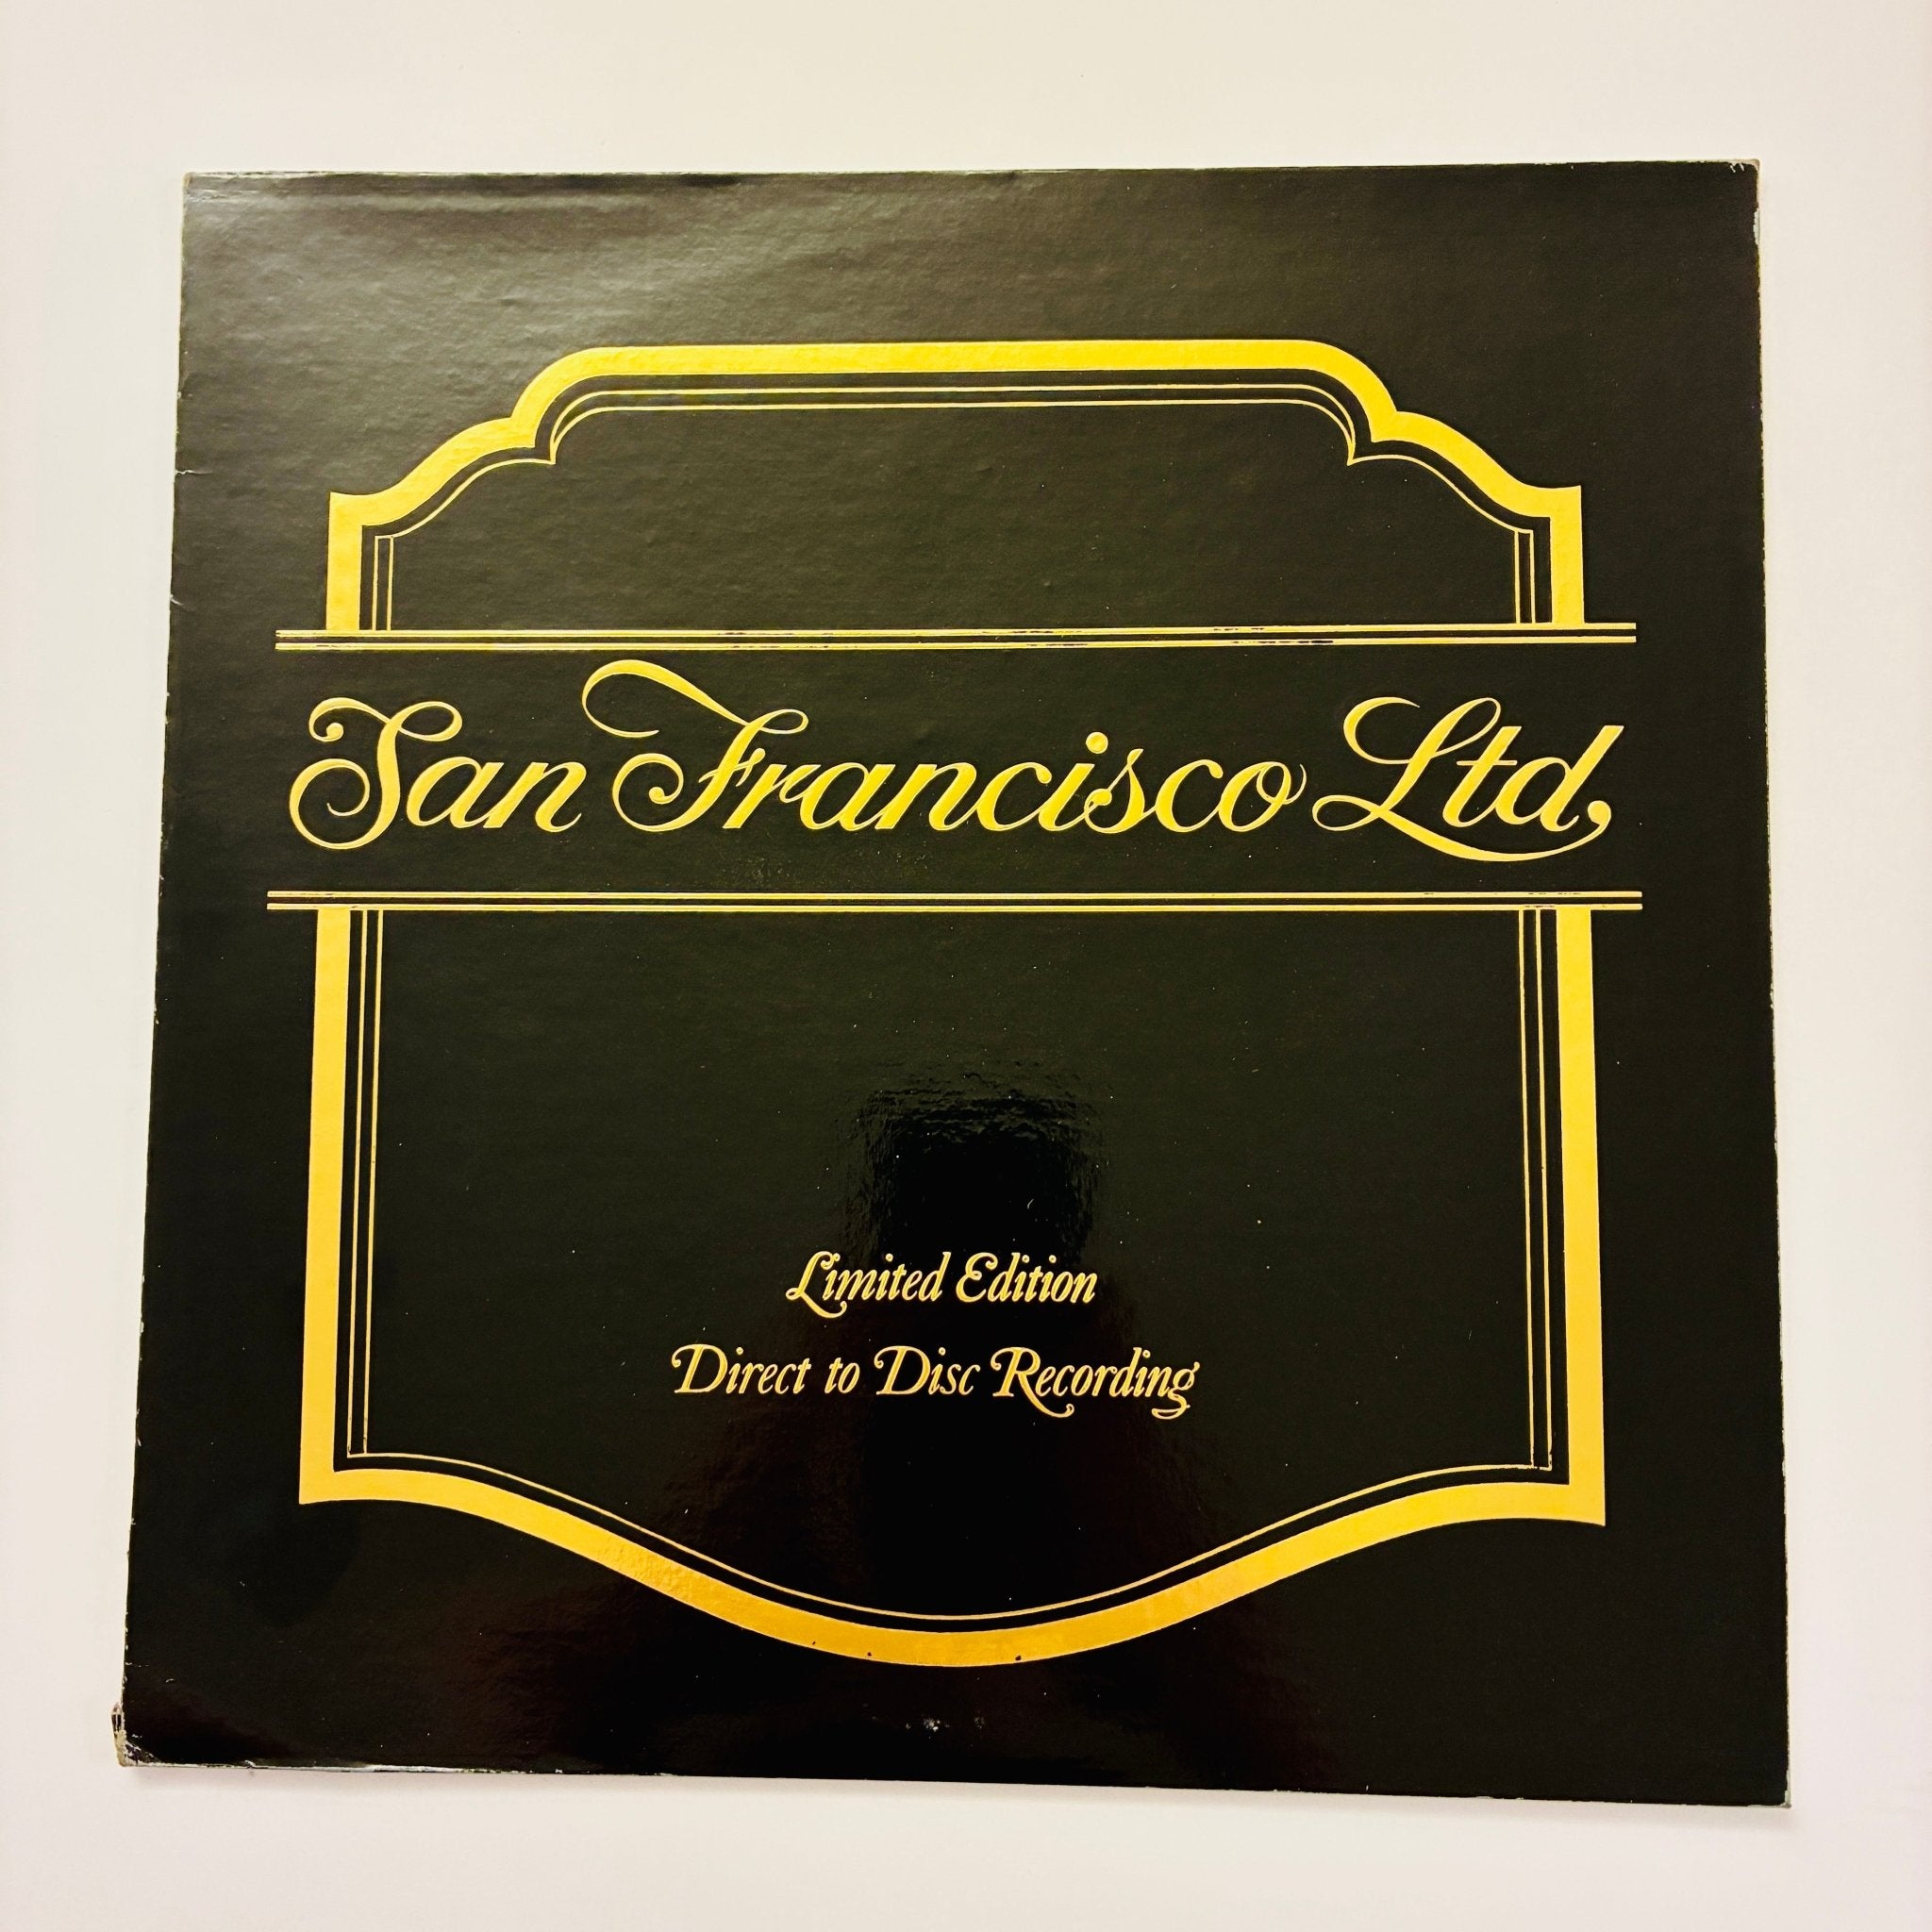 San Francisco Ltd.
Limited Edition
Direct to Disc Recording